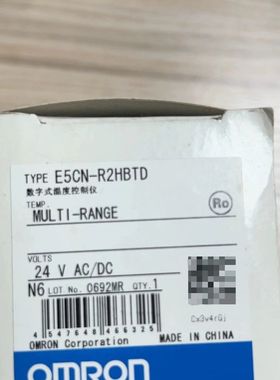 TYPE E5CN-R2HBTD
数字式温度控制仪
TEMP.
MULTI-RANGE
Ro
VOLTS
24 V AC/DC
N6 LOT No. 0692MR QTY.1
Cx3v4rQi
4 547648 466325
MADE IN CHINA
OMRON Corporation
OMRON